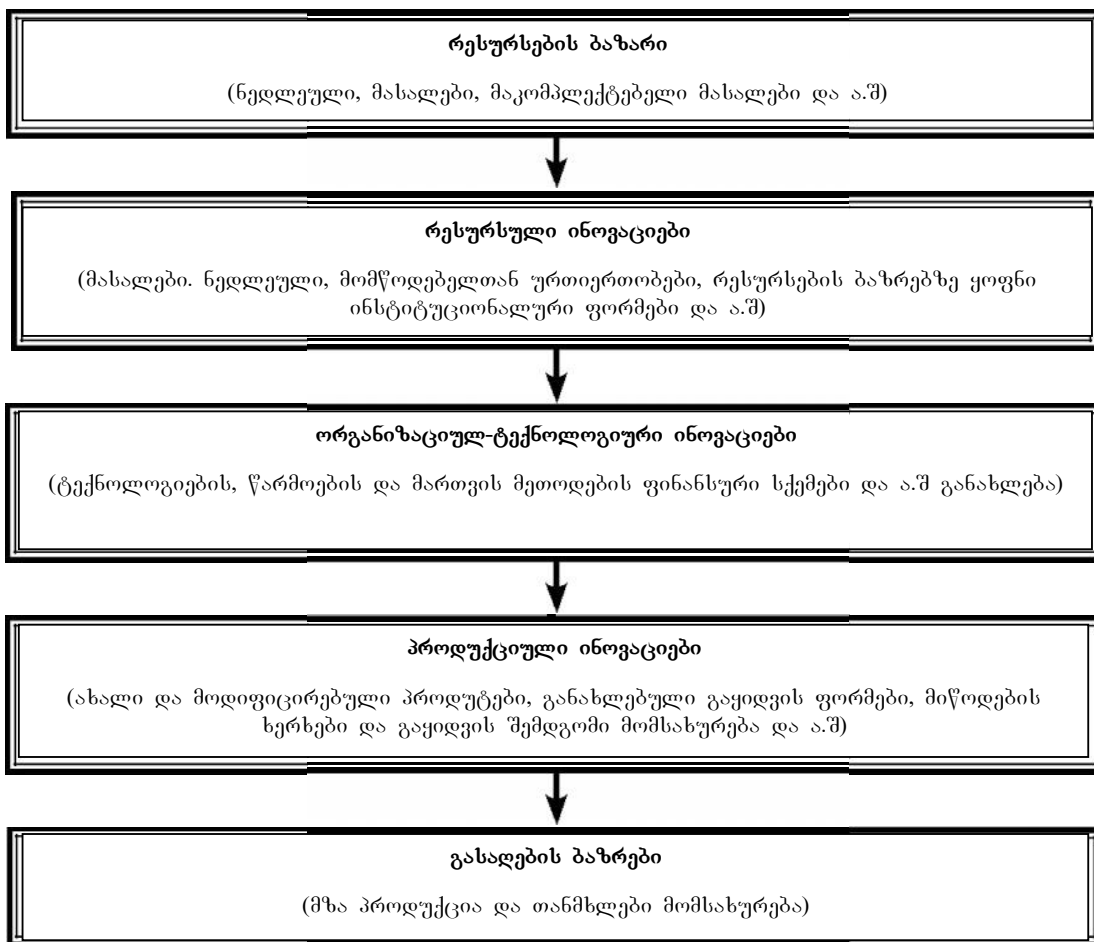 რესურსების ბაზარი
(ნედლეული, მასალები, მაკომპლექტებელი მასალები და ა.შ)
რესურსული ინოვაციები
(მასალები. ნედლეული, მომწოდებელთან ურთიერთობები, რესურსების ბაზრებზე ყოფნი
ინსტიტუციონალური ფორმები და ა.შ)
ორგანიზაციულ-ტექნოლოგიური ინოვაციები
(ტექნოლოგიების, წარმოების და მართვის მეთოდების ფინანსური სქემები და ა.შ განახლება)
პროდუქციული ინოვაციები
(ახალი და მოდიფიცირებული პროდუტები, განახლებული გაყიდვის ფორმები, მიწოდების
ხერხები და გაყიდვის შემდგომი მომსახურება და ა.შ)
გასაღების ბაზრები
(მზა პროდუქცია და თანმხლები მომსახურება)